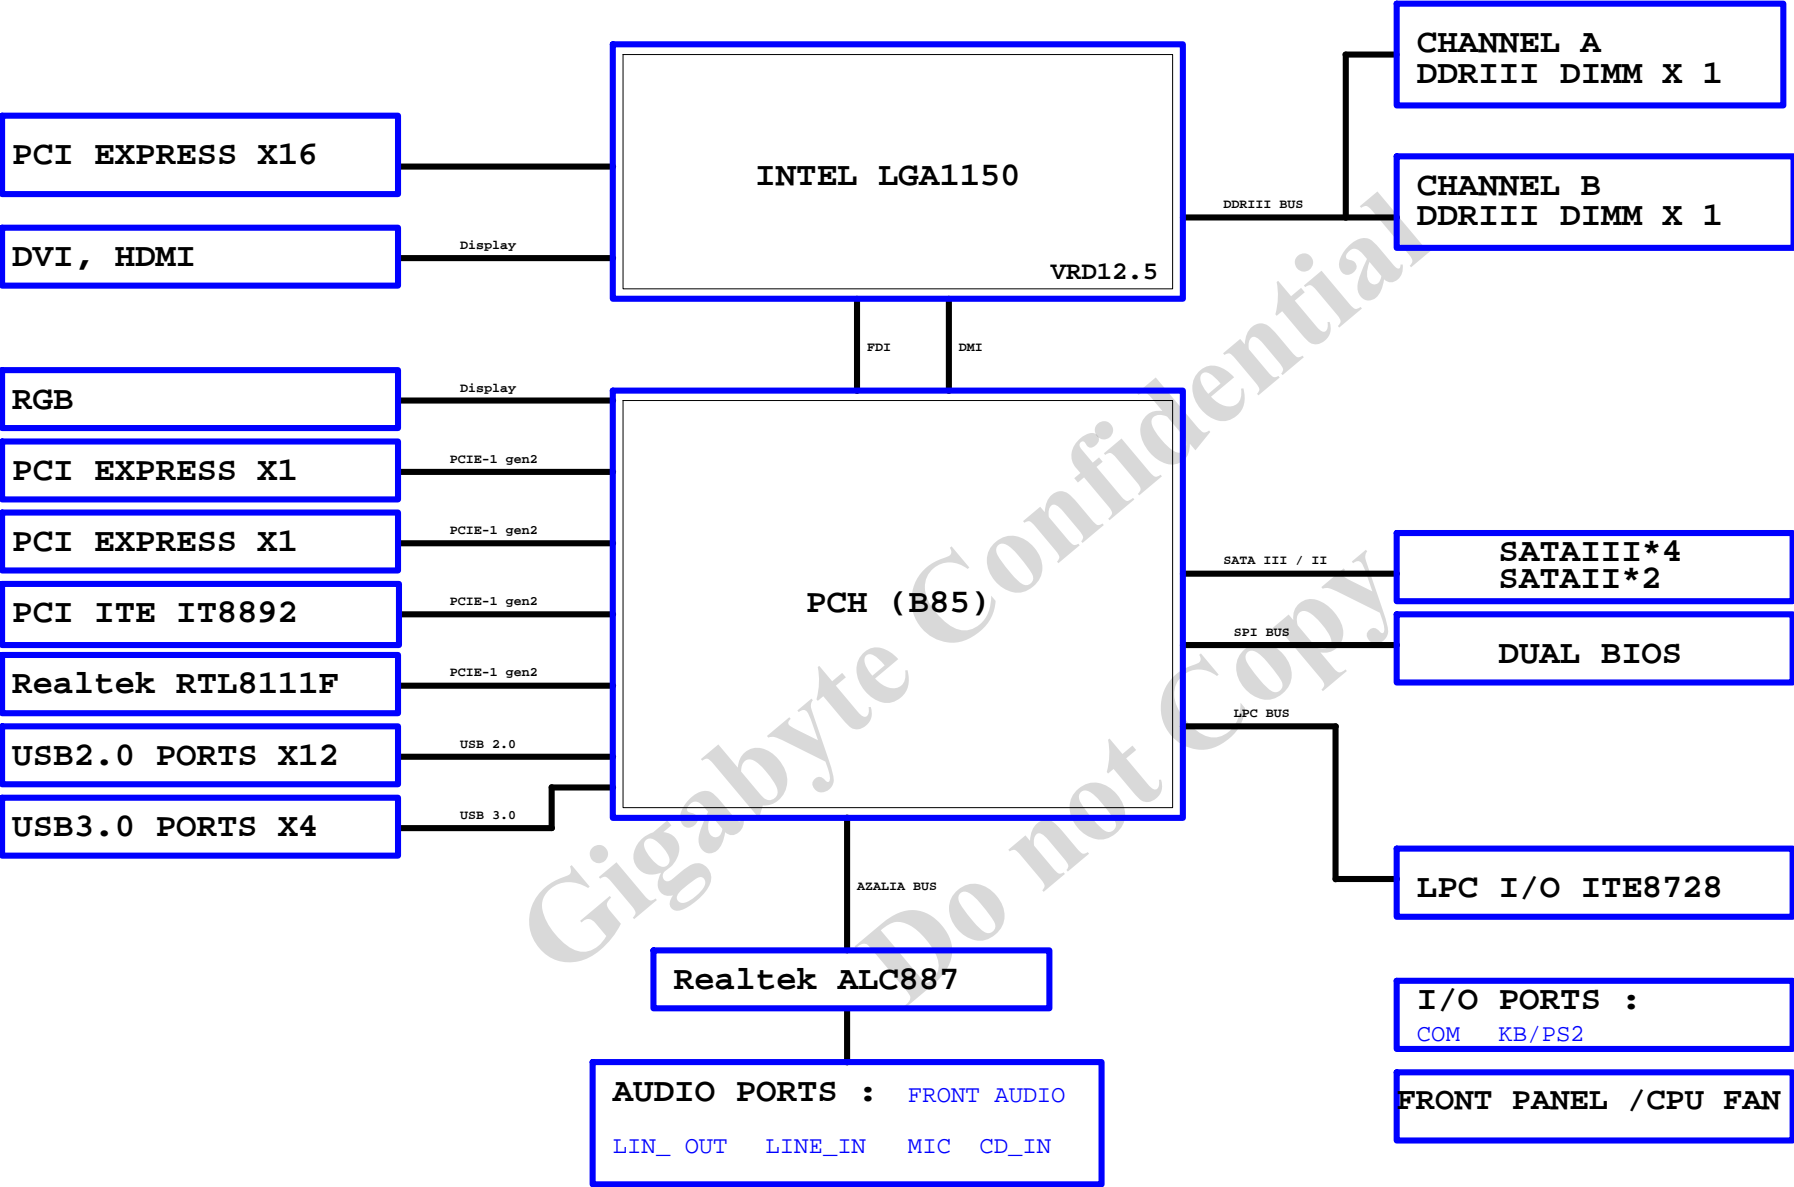 CHANNEL A
DDRIII DIMM X 1
PCI EXPRESS X16
INTEL LGA1150
CHANNEL B
DDRIII DIMM X 1
DDRIII BUS
DVI, HDMI
Display
VRD12.5
FDI
DMI
RGB
Display
PCI EXPRESS X1
PCIE-1 gen2
PCI EXPRESS X1
PCIE-1 gen2
SATA III / II
SATAIII*4
SATAII*2
PCI ITE IT8892
PCIE-1 gen2
PCH (B85)
SPI BUS
DUAL BIOS
Realtek RTL8111F
PCIE-1 gen2
LPC BUS
USB2.0 PORTS X12
USB 2.0
USB3.0 PORTS X4
USB 3.0
AZALIA BUS
LPC I/O ITE8728
Realtek ALC887
I/O PORTS :
COM KB/PS2
AUDIO PORTS : FRONT AUDIO
LIN_ OUT LINE_IN MIC CD_IN
FRONT PANEL /CPU FAN
Gigabyte Confidential
Do not Copy